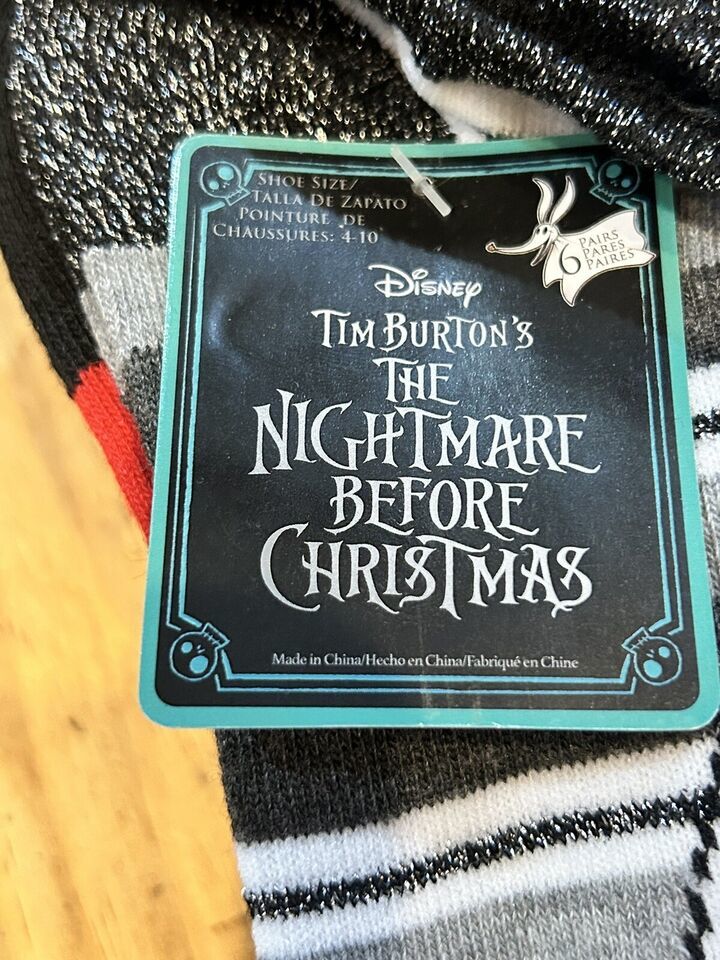 SHOE SIZE/
TALLA DE ZAPATO
POINTURE DE
CHAUSSURES: 4-10
6 PAIRS
PARES
PAIRES
Disney
TIM BURTON'S
THE
NIGHTMARE
BEFORE
CHRISTMAS
Made in China/Hecho en China/Fabriqué en Chine